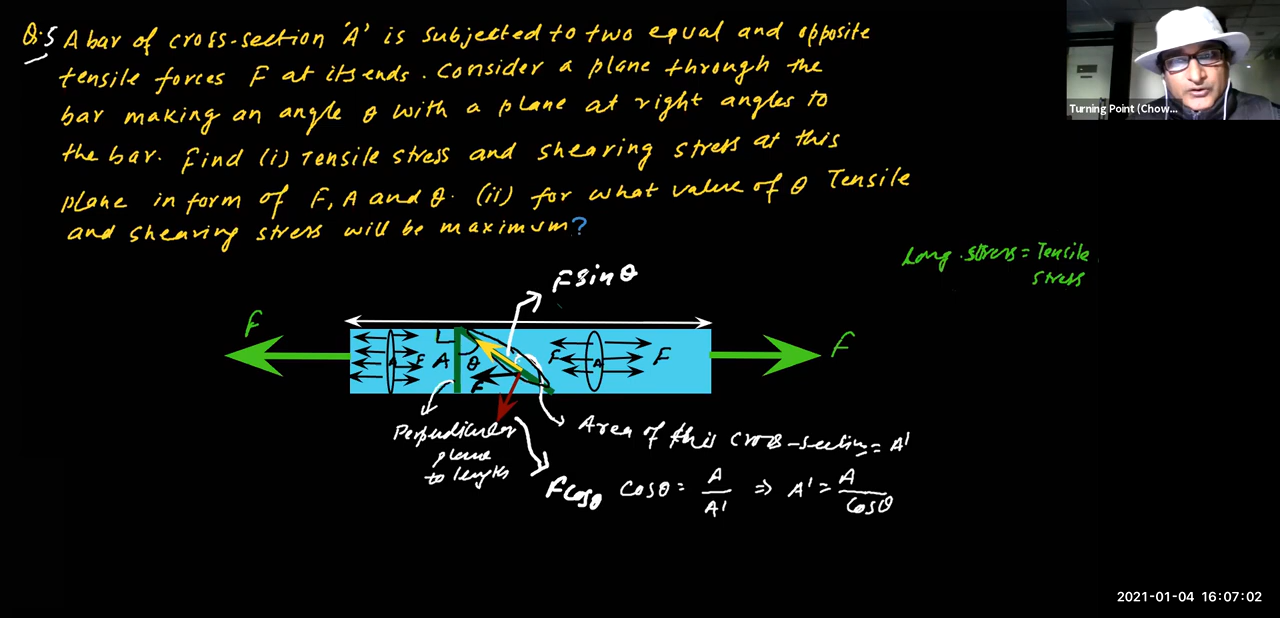 Q.5 A bar of cross-section 'A' is subjected to two equal and opposite
tensile forces F at its ends. Consider a plane through the
bar making an angle θ with a plane at right angles to
the bar. Find (i) Tensile stress and shearing stress at this
plane in form of F, A and θ. (ii) for what value of θ Tensile
and shearing stress will be maximum?
Turning Point (Chow...
Long. stress = Tensile
stress
F sin θ
F
F
A
F
A
θ
F
F
A
F
F
Perpendicular
plane
to length
Area of this cross-section = A'
F cos θ
Cos θ = A/A' ⇒ A' = A/Cos θ
2021-01-04 16:07:02